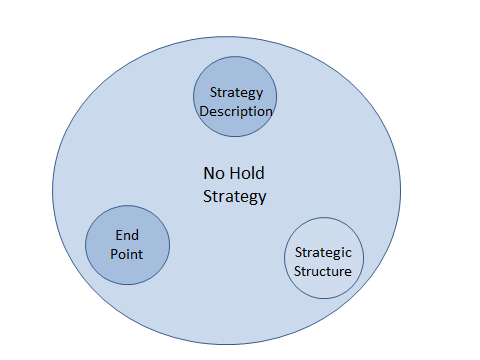 Strategy
Description
No Hold
Strategy
End
Point
Strategic
Structure